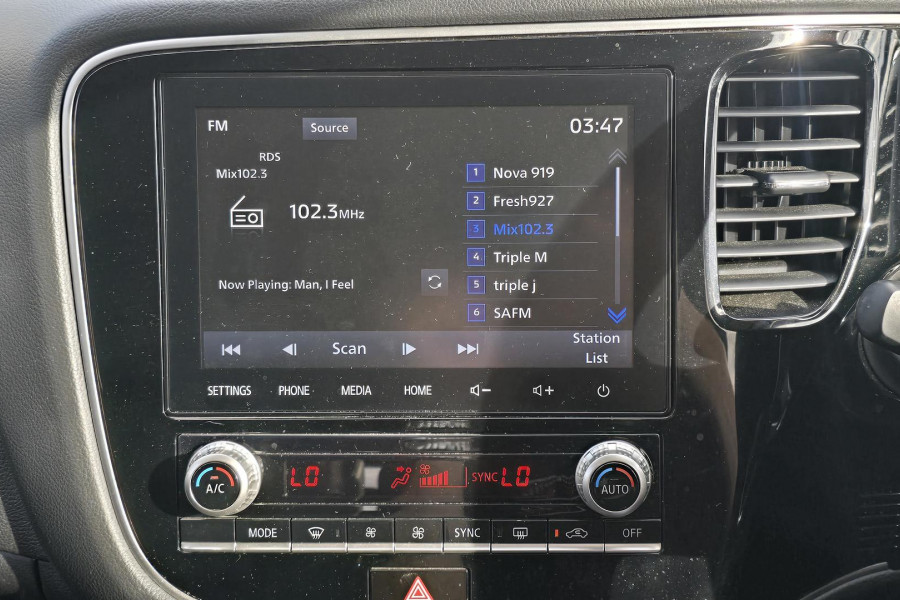 FM
Source
03:47
RDS
Mix102.3
102.3MHz
Now Playing: Man, I Feel
1 Nova 919
2 Fresh927
3 Mix102.3
4 Triple M
5 triple j
6 SAFM
Scan
Station
List
SETTINGS PHONE MEDIA HOME
LO SYNC LO
A/C
AUTO
MODE SYNC OFF